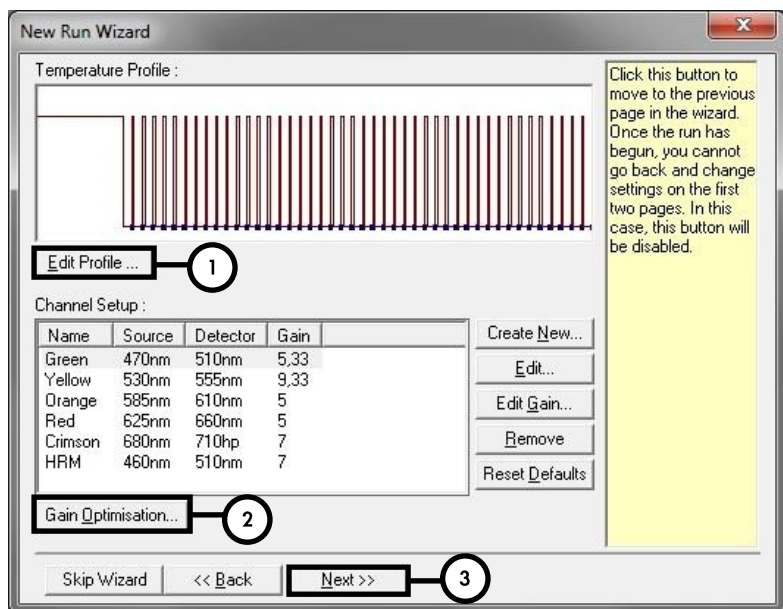 New Run Wizard
Temperature Profile :
Edit Profile ...
1
Channel Setup :
Name Source Detector Gain
Green 470nm 510nm 5,33
Yellow 530nm 555nm 9,33
Orange 585nm 610nm 5
Red 625nm 660nm 5
Crimson 680nm 710hp 7
HRM 460nm 510nm 7
Create New...
Edit...
Edit Gain...
Remove
Reset Defaults
Gain Optimisation...
2
Skip Wizard
<< Back
Next >>
3
Click this button to
move to the previous
page in the wizard.
Once the run has
begun, you cannot
go back and change
settings on the first
two pages. In this
case, this button will
be disabled.